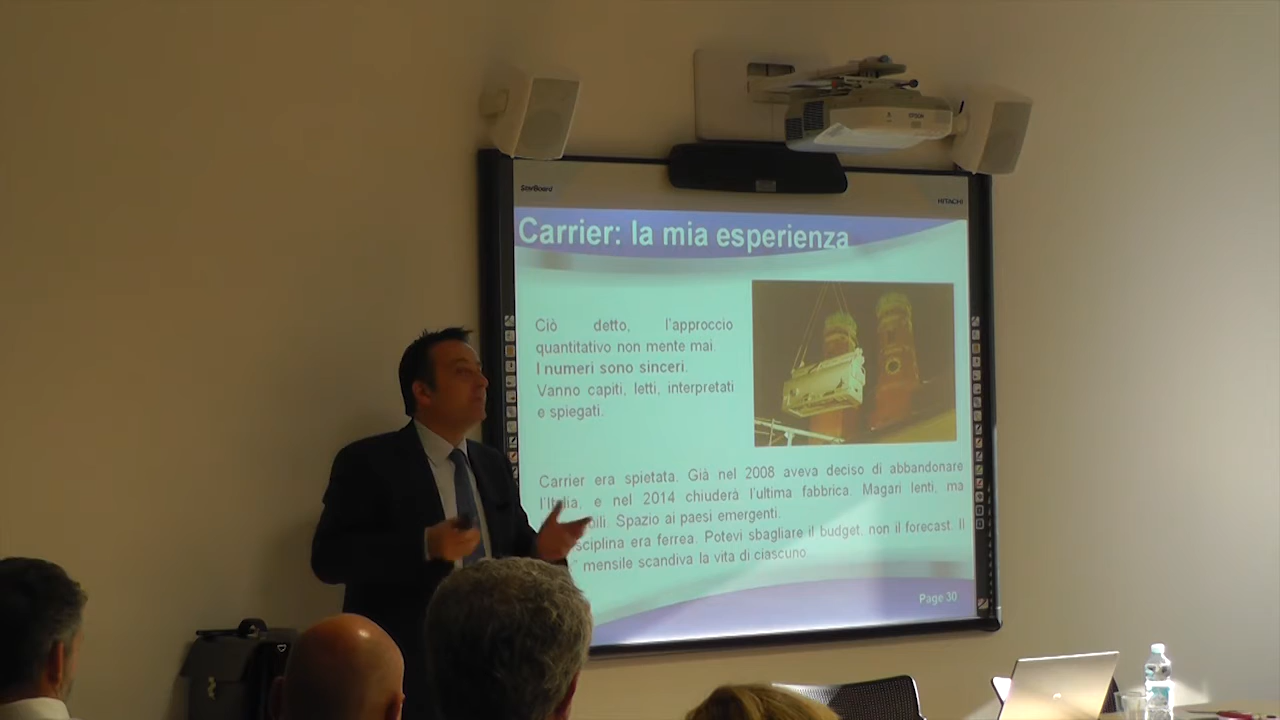 EPSON
StarBoard
HITACHI
Carrier: la mia esperienza
Ciò detto, l'approccio
quantitativo non mente mai.
I numeri sono sinceri.
Vanno capiti, letti, interpretati
e spiegati.
Carrier era spietata. Già nel 2008 aveva deciso di abbandonare
l'Italia, e nel 2014 chiuderà l'ultima fabbrica. Magari lenti, ma
Spazio ai paesi emergenti.
era ferrea. Potevi sbagliare il budget, non il forecast. Il
" mensile scandiva la vita di ciascuno.
Page 30